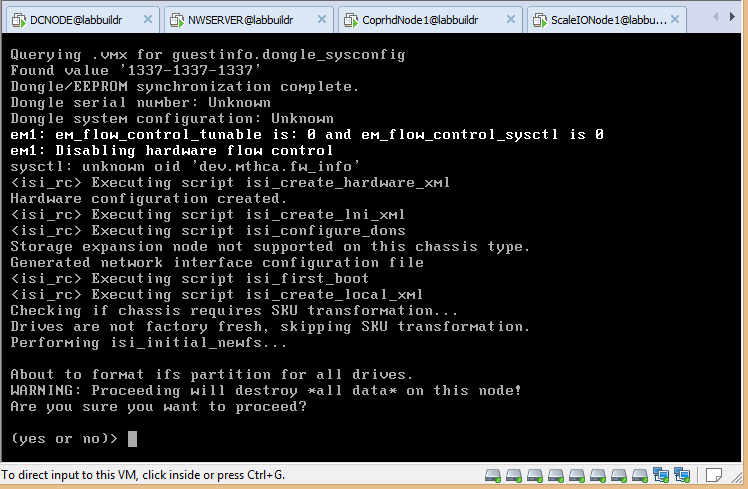 DCNODE@labbuildr
NWSERVER@labbuildr
CoprhdNode1@labbuildr
ScaleIONode1@labbu...
Querying .vmx for guestinfo.dongle_sysconfig
Found value '1337-1337-1337'
Dongle/EEPROM synchronization complete.
Dongle serial number: Unknown
Dongle system configuration: Unknown
em1: em_flow_control_tunable is: 0 and em_flow_control_sysctl is 0
em1: Disabling hardware flow control
sysctl: unknown oid 'dev.mthca.fw_info'
<isi_rc> Executing script isi_create_hardware_xml
Hardware configuration created.
<isi_rc> Executing script isi_create_lni_xml
<isi_rc> Executing script isi_configure_dons
Storage expansion node not supported on this chassis type.
Generated network interface configuration file
<isi_rc> Executing script isi_first_boot
<isi_rc> Executing script isi_create_local_xml
Checking if chassis requires SKU transformation...
Drives are not factory fresh, skipping SKU transformation.
Performing isi_initial_newfs...
About to format ifs partition for all drives.
WARNING: Proceeding will destroy *all data* on this node!
Are you sure you want to proceed?
(yes or no)>
To direct input to this VM, click inside or press Ctrl+G.